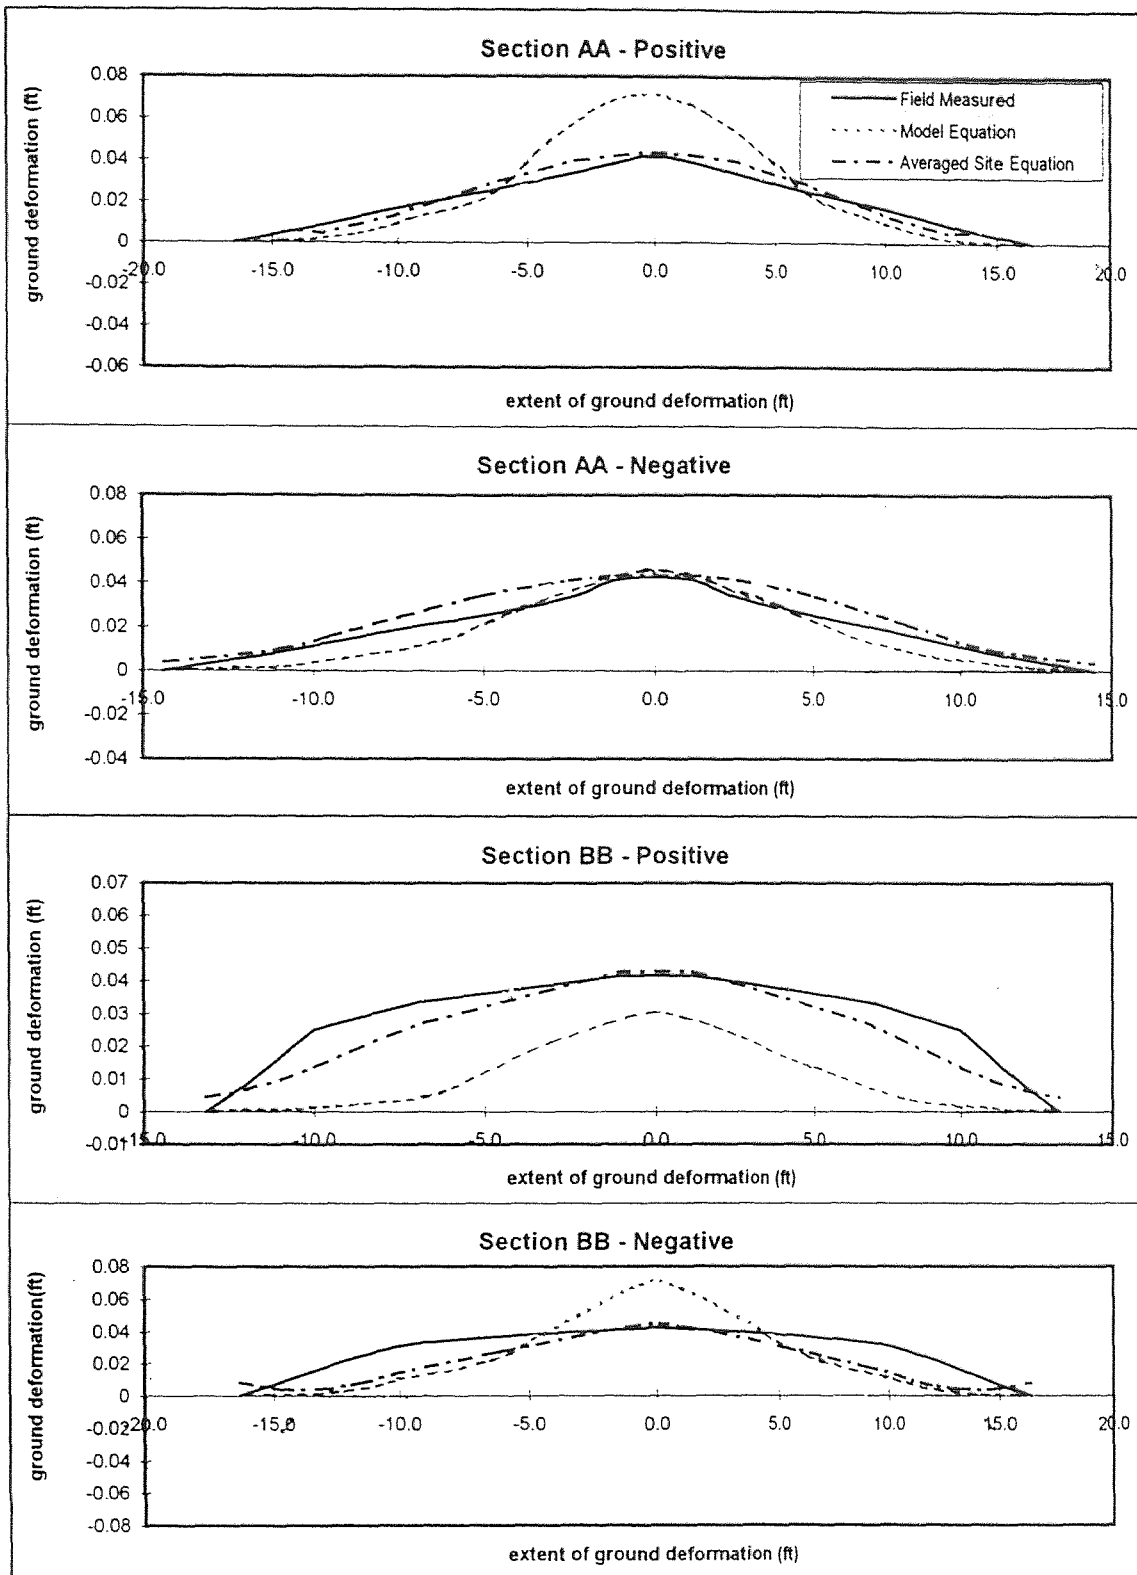 Section AA - Positive
ground deformation (ft)
0.08
0.06
0.04
0.02
0
-0.02
-0.04
-0.06
-20.0 -15.0 -10.0 -5.0 0.0 5.0 10.0 15.0 20.0
Field Measured
Model Equation
Averaged Site Equation
extent of ground deformation (ft)
Section AA - Negative
ground deformation (ft)
0.08
0.06
0.04
0.02
0
-0.02
-0.04
-15.0 -10.0 -5.0 0.0 5.0 10.0 15.0
extent of ground deformation (ft)
Section BB - Positive
ground deformation (ft)
0.07
0.06
0.05
0.04
0.03
0.02
0.01
0
-0.01
-15.0 -10.0 -5.0 0.0 5.0 10.0 15.0
extent of ground deformation (ft)
Section BB - Negative
ground deformation(ft)
0.08
0.06
0.04
0.02
0
-0.02
-0.04
-0.06
-0.08
-20.0 -15.0 -10.0 -5.0 0.0 5.0 10.0 15.0 20.0
extent of ground deformation (ft)